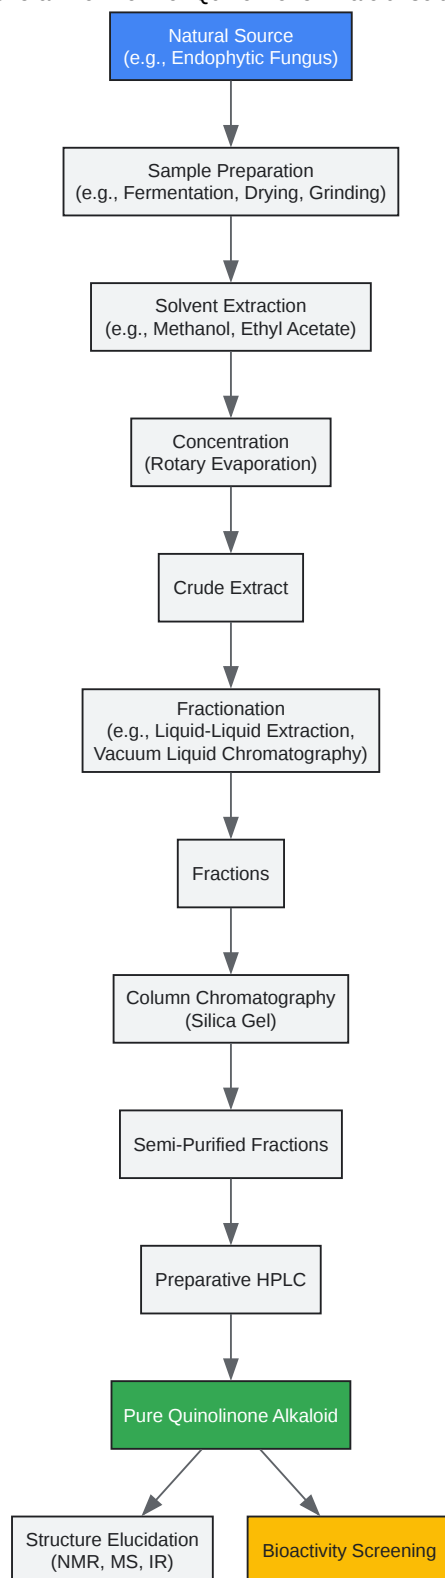 Natural Source
(e.g., Endophytic Fungus)
Sample Preparation
(e.g., Fermentation, Drying, Grinding)
Solvent Extraction
(e.g., Methanol, Ethyl Acetate)
Concentration
(Rotary Evaporation)
Crude Extract
Fractionation
(e.g., Liquid-Liquid Extraction,
Vacuum Liquid Chromatography)
Fractions
Column Chromatography
(Silica Gel)
Semi-Purified Fractions
Preparative HPLC
Pure Quinolinone Alkaloid
Structure Elucidation
(NMR, MS, IR)
Bioactivity Screening